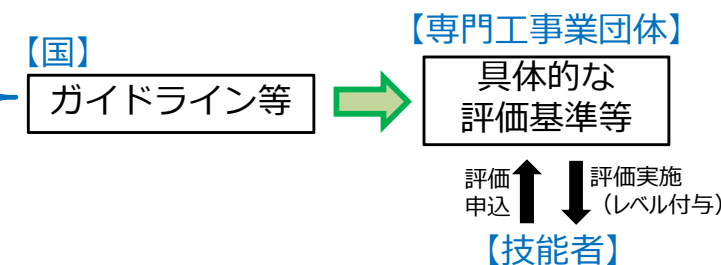 【専門工事業団体】
【国】
ガイドライン等
具体的な
評価基準等
評価
申込
評価実施
（レベル付与）
【技能者】